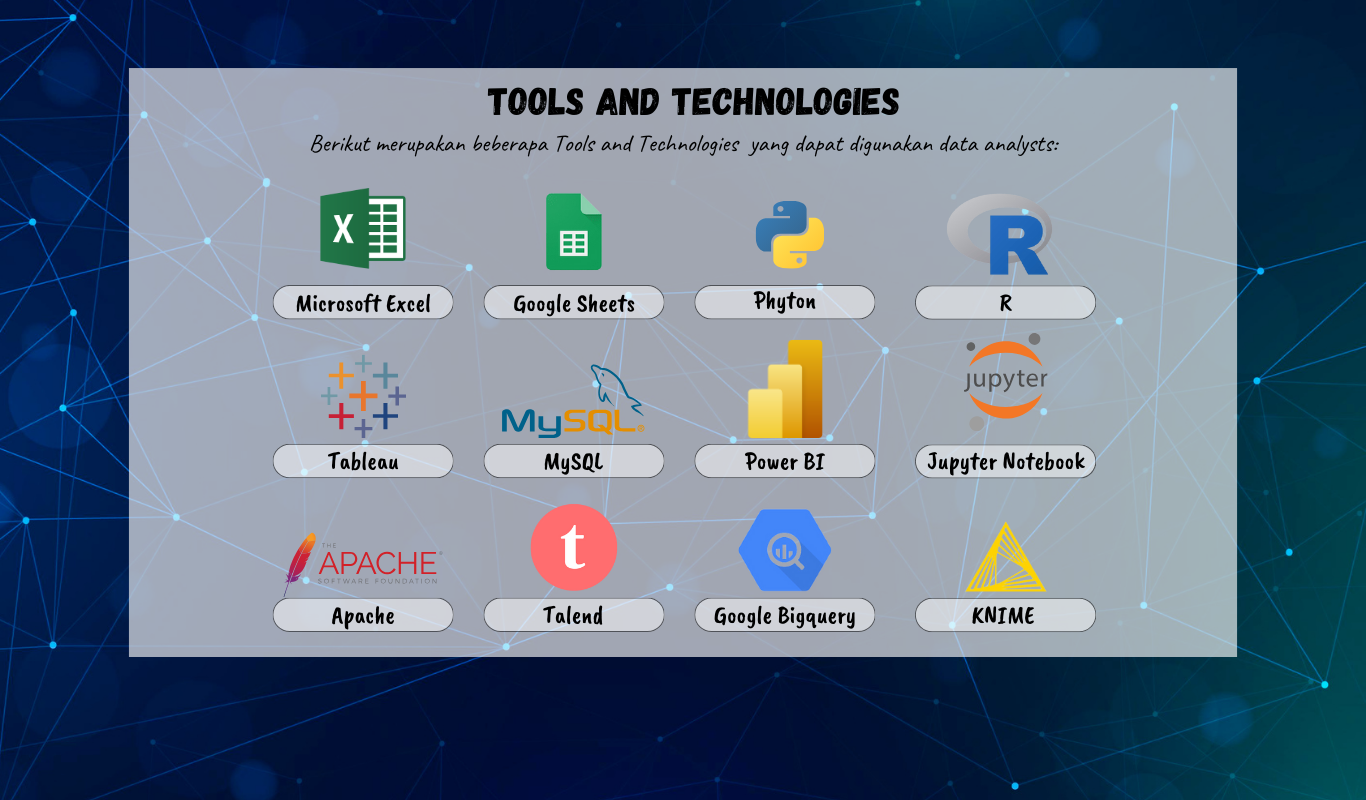 TOOLS AND TECHNOLOGIES
Berikut merupakan beberapa Tools and Technologies yang dapat digunakan data analysts:
X
R
Microsoft Excel
Google Sheets
Phyton
R
jupyter
MySQL
Tableau
MySQL
Power BI
Jupyter Notebook
t
THE
APACHE
SOFTWARE FOUNDATION
Apache
Talend
Google Bigquery
KNIME